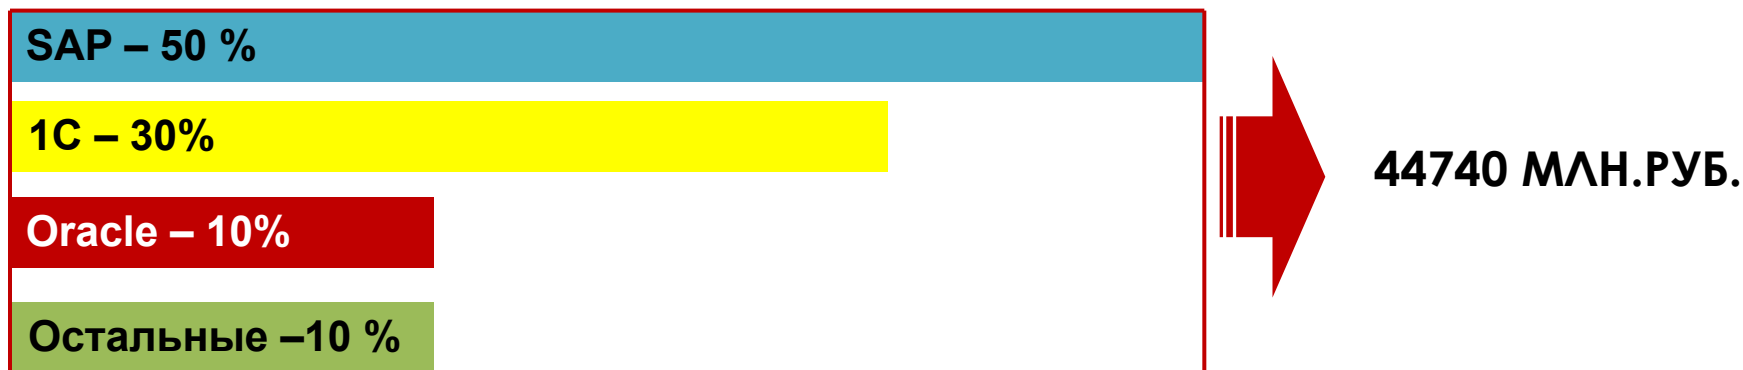 SAP – 50 %
1С – 30%
Oracle – 10%
Остальные –10 %
44740 МЛН.РУБ.